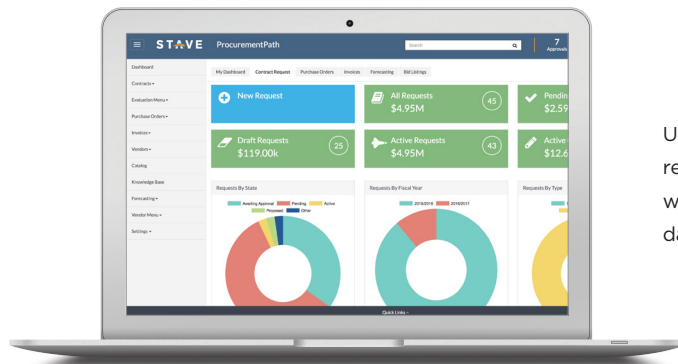 STAVE ProcurementPath Search 7
Approvals
Dashboard
Contracts
Evaluation Menu
Purchase Orders
Invoices
Vendors
Catalog
Knowledge Base
Forecasting
Vendor Menu
Settings
My Dashboard Contract Request Purchase Orders Invoices Forecasting Bid Listings
New Request
All Requests
$4.95M
45
Pendin
$2.59
Draft Requests
$119.00k
25
Active Requests
$4.95M
43
Active
$12.6
Requests By State
Awaiting Approval Pending Active
Proposed Other
Requests By Fiscal Year
2015/2016 2016/2017
Requests By Type
Quick Links
U
re
w
da